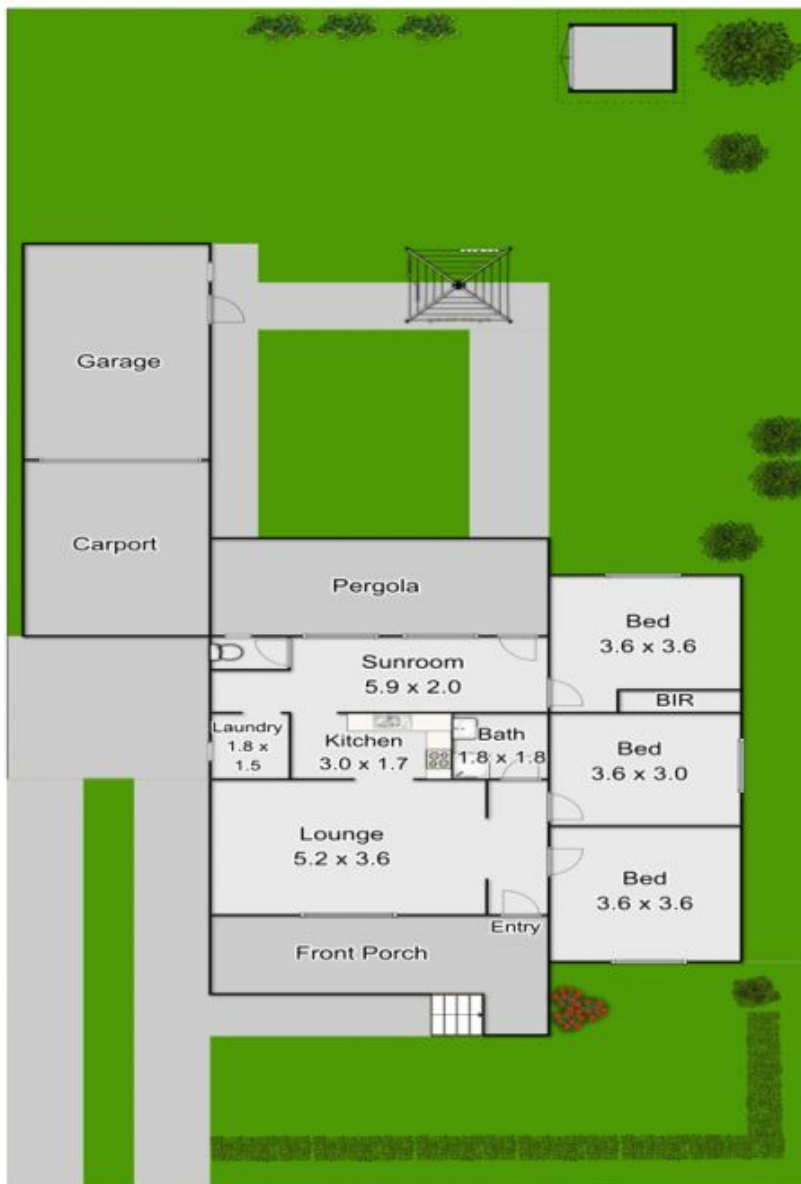 Garage
Carport
Pergola
Bed
3.6 x 3.6
Sunroom
5.9 x 2.0
BIR
Laundry
1.8 x
1.5
Kitchen
3.0 x 1.7
Bath
1.8 x 1.8
Bed
3.6 x 3.0
Lounge
5.2 x 3.6
Bed
3.6 x 3.6
Entry
Front Porch